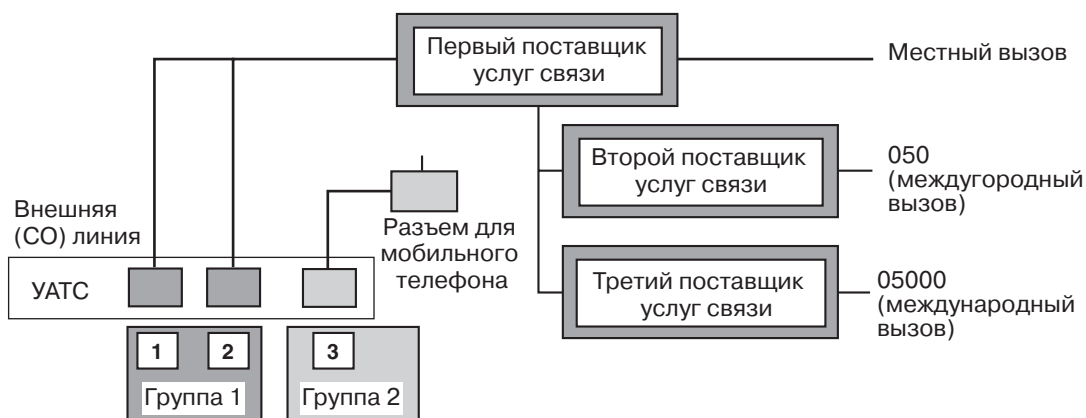 Первый поставщик
услуг связи
Местный вызов
Второй поставщик
услуг связи
050
(междугородный
вызов)
Внешняя
(CO) линия
Разъем для
мобильного
телефона
УАТС
Третий поставщик
услуг связи
05000
(международный
вызов)
1
2
3
Группа 1
Группа 2